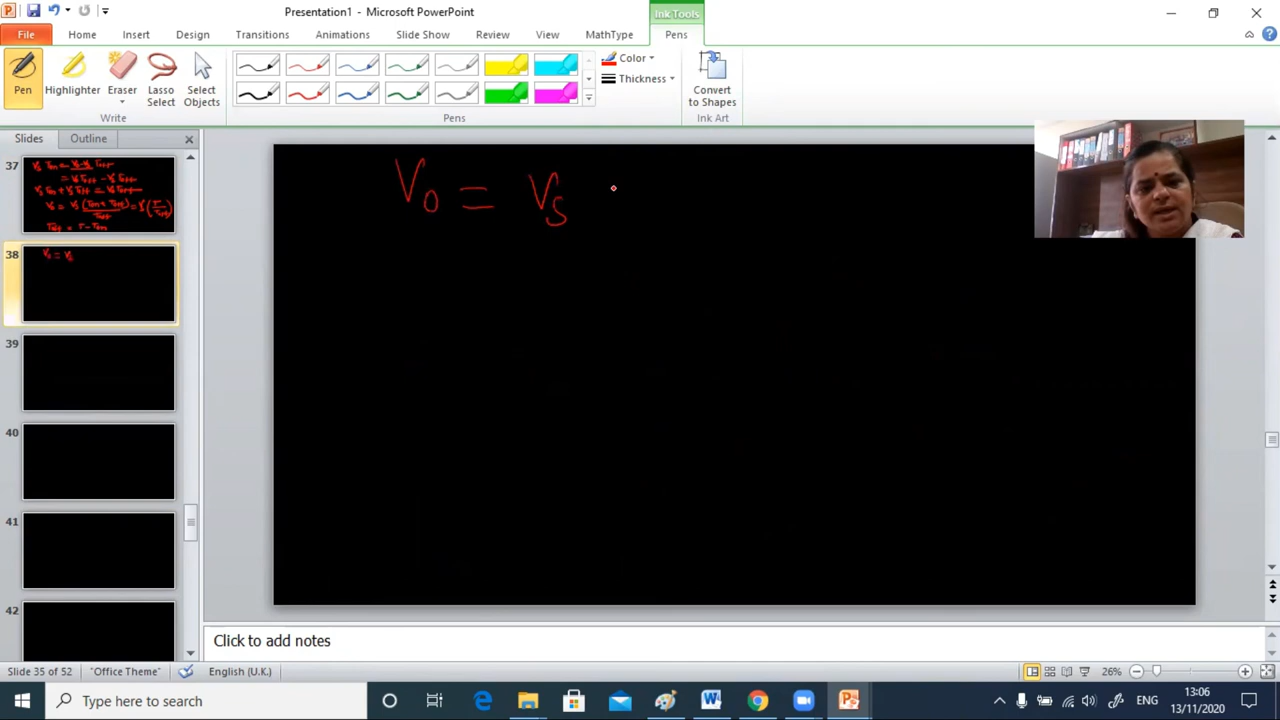 Presentation1 - Microsoft PowerPoint
Ink Tools
File Home Insert Design Transitions Animations Slide Show Review View MathType Pens
Pen
Highlighter
Eraser
Lasso Select
Select Objects
Color
Thickness
Convert to Shapes
Write
Pens
Ink Art
Slides Outline
37
38
V0 = VS
39
40
41
42
V0 = VS
Click to add notes
Slide 35 of 52 "Office Theme" English (U.K.) 26%
Type here to search
ENG
13:06
13/11/2020